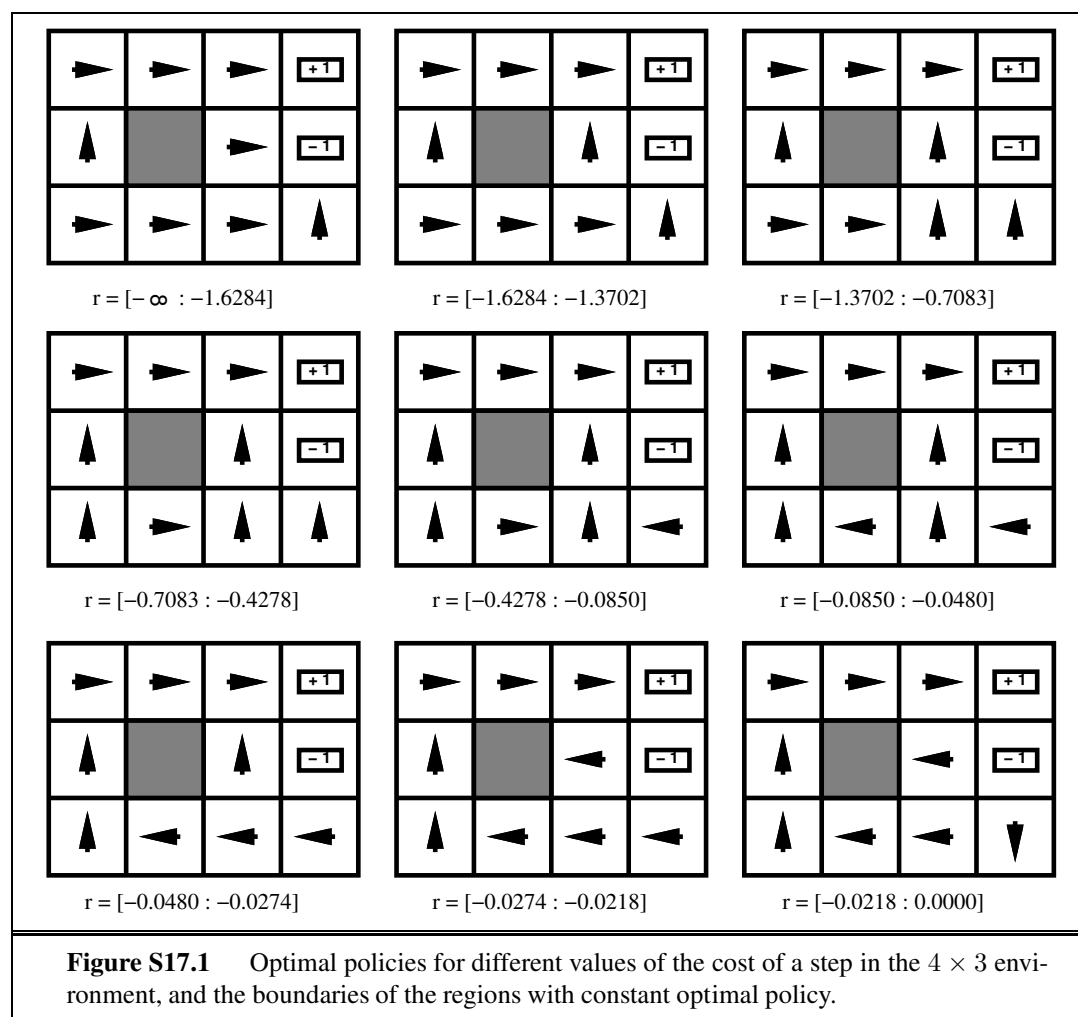 + 1 + 1 + 1
– 1 – 1 – 1
r = [– ∞ : –1.6284] r = [–1.6284 : –1.3702] r = [–1.3702 : –0.7083]
+ 1 + 1 + 1
– 1 – 1 – 1
r = [–0.7083 : –0.4278] r = [–0.4278 : –0.0850] r = [–0.0850 : –0.0480]
+ 1 + 1 + 1
– 1 – 1 – 1
r = [–0.0480 : –0.0274] r = [–0.0274 : –0.0218] r = [–0.0218 : 0.0000]
Figure S17.1 Optimal policies for different values of the cost of a step in the 4 × 3 envi-
ronment, and the boundaries of the regions with constant optimal policy.